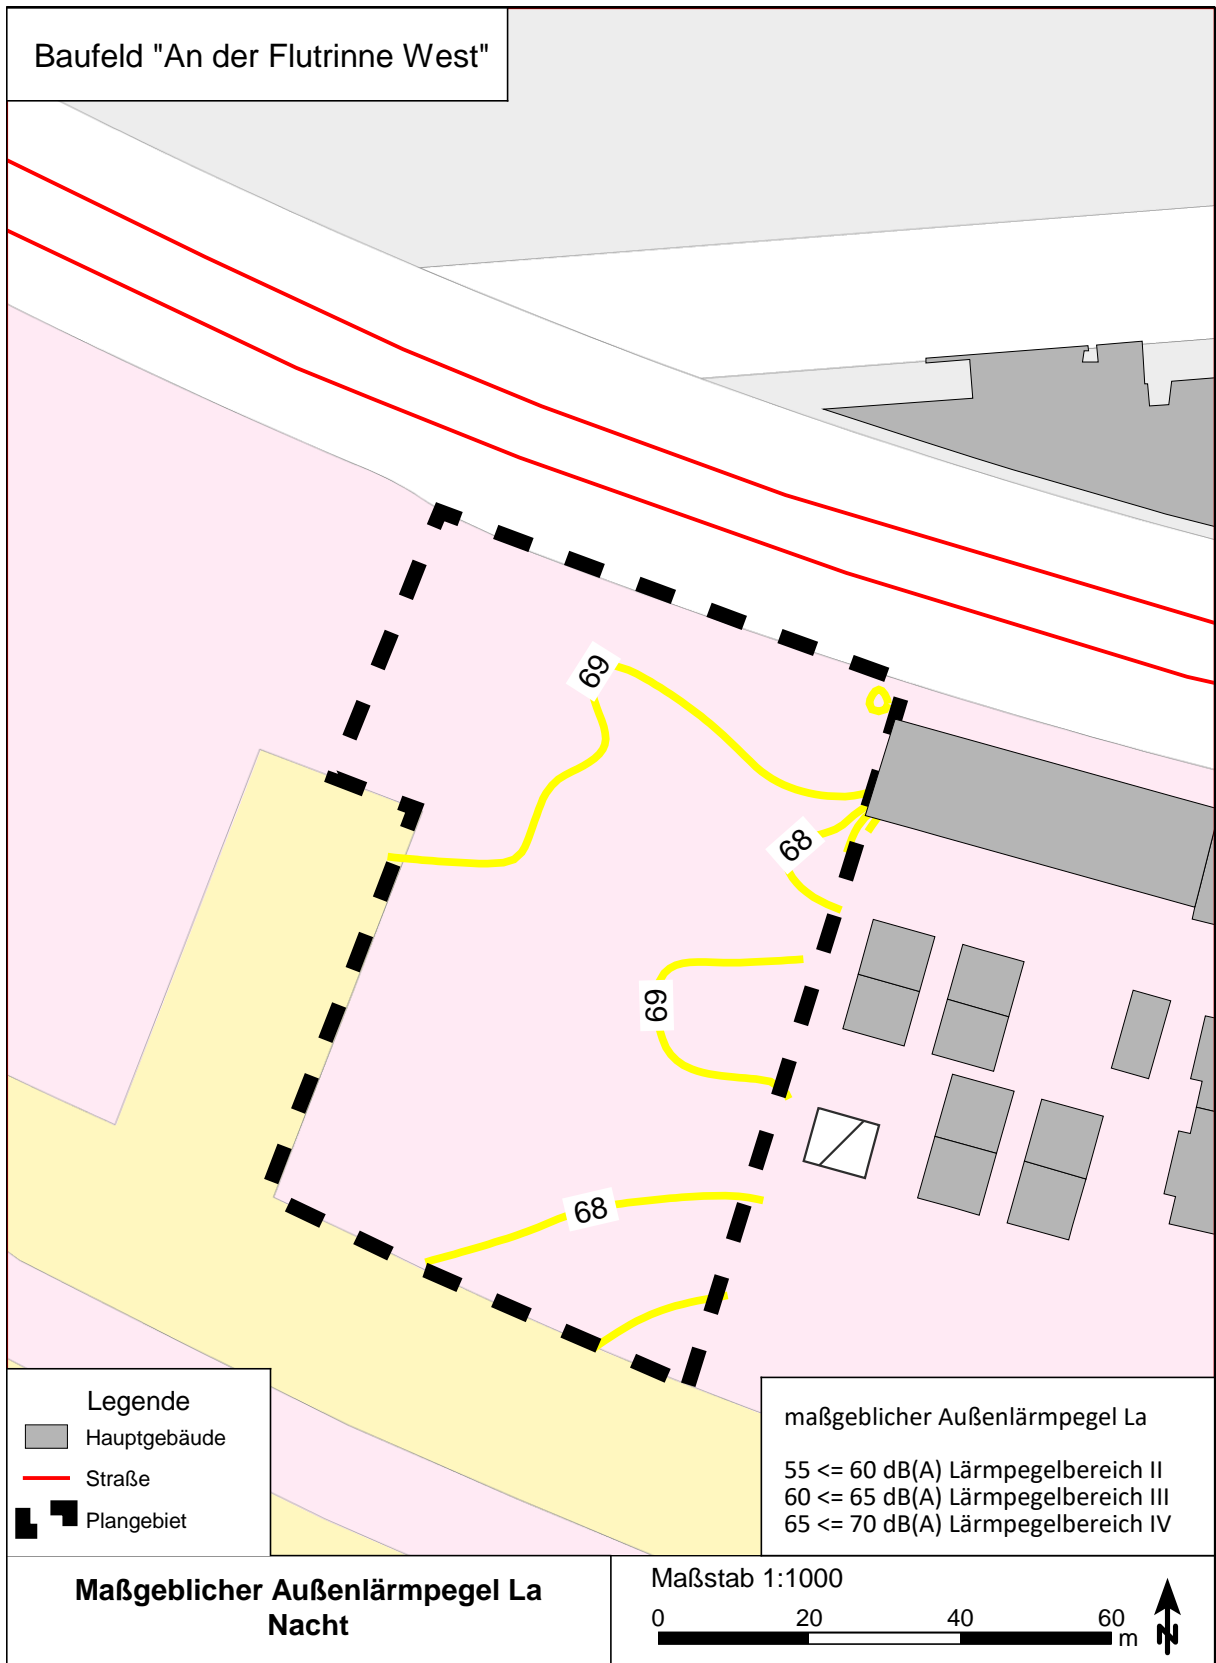 Baufeld "An der Flutrinne West"
69
68
69
68
Legende
Hauptgebäude
Straße
Plangebiet
maßgeblicher Außenlärmpegel La
55 <= 60 dB(A) Lärmpegelbereich II
60 <= 65 dB(A) Lärmpegelbereich III
65 <= 70 dB(A) Lärmpegelbereich IV
Maßgeblicher Außenlärmpegel La
Nacht
Maßstab 1:1000
0 20 40 60
m
N